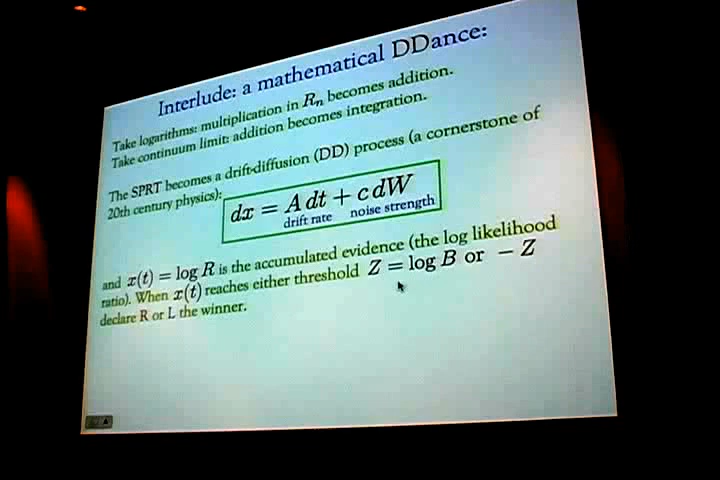 Interlude: a mathematical DDance:
Take logarithms: multiplication in Rₙ becomes addition.
Take continuum limit: addition becomes integration.
The SPRT becomes a drift-diffusion (DD) process (a cornerstone of
20th century physics):
dx = A dt + c dW
drift rate noise strength
and x(t) = log R is the accumulated evidence (the log likelihood
ratio). When x(t) reaches either threshold Z = log B or − Z
declare R or L the winner.